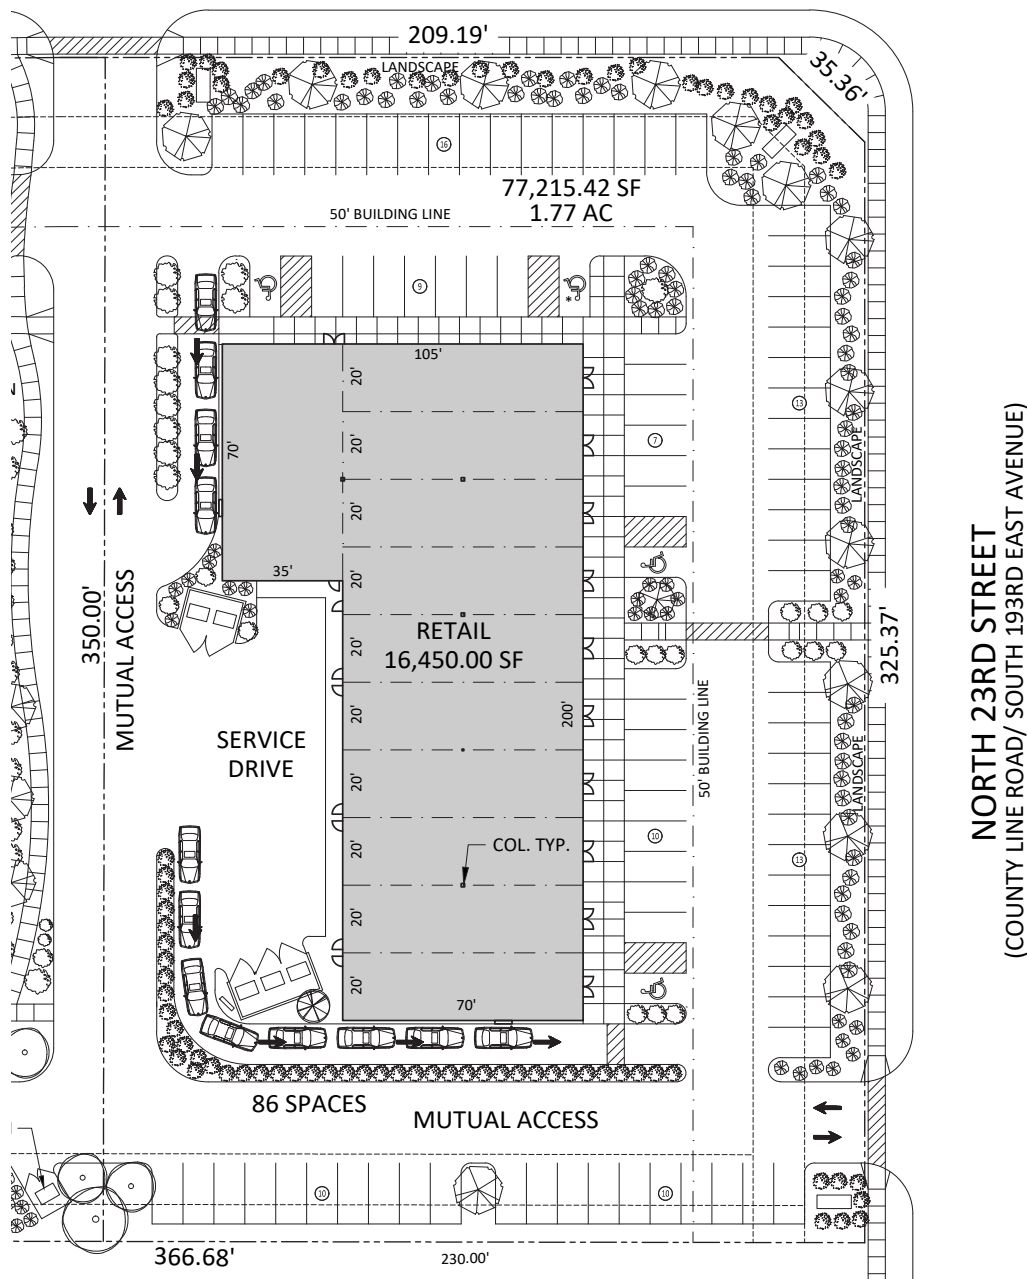 209.19'
35.36'
LANDSCAPE
16
77,215.42 SF
1.77 AC
50' BUILDING LINE
9
*
105'
20'
20'
20'
20'
20'
20'
20'
20'
20'
20'
70'
35'
7
13
LANDSCAPE
350.00'
MUTUAL ACCESS
RETAIL
16,450.00 SF
200'
325.37'
NORTH 23RD STREET
(COUNTY LINE ROAD/ SOUTH 193RD EAST AVENUE)
SERVICE
DRIVE
50' BUILDING LINE
LANDSCAPE
COL. TYP.
10
13
70'
86 SPACES
MUTUAL ACCESS
10
10
366.68'
230.00'